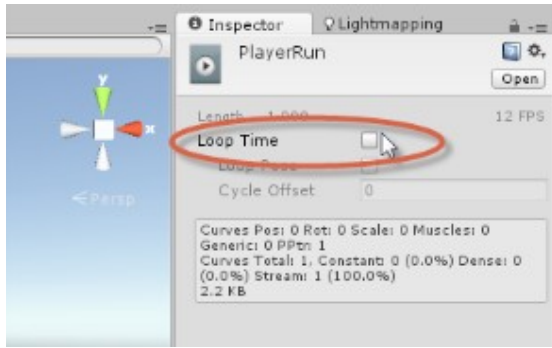 Inspector
Lightmapping
PlayerRun
Open
y
x
Persp
Length 1.000
12 FPS
Loop Time
Loop Pose
Cycle Offset
0
Curves Pos: 0 Rot: 0 Scale: 0 Muscles: 0
Generic: 0 PPtr: 1
Curves Total: 1, Constant: 0 (0.0%) Dense: 0
(0.0%) Stream: 1 (100.0%)
2.2 KB